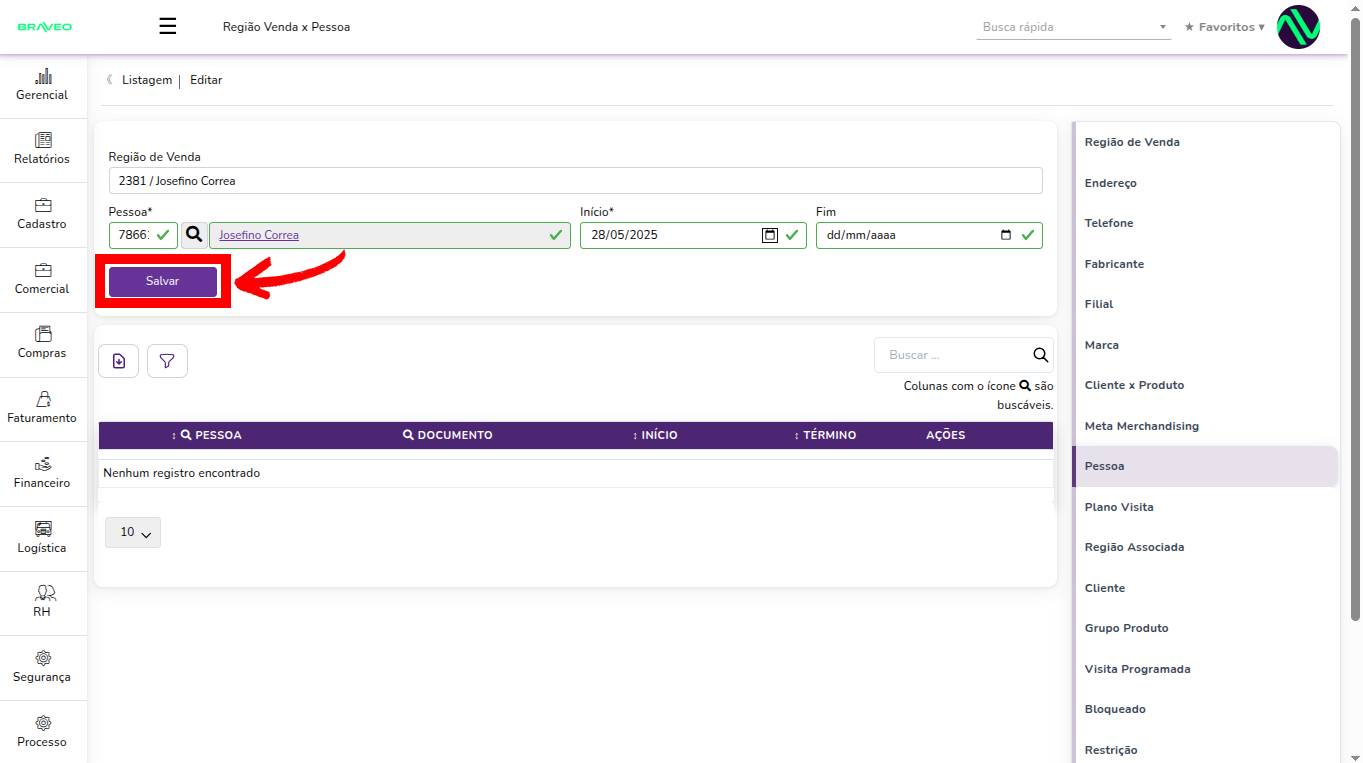 BRAVEO
Região Venda x Pessoa
Busca rápida
★ Favoritos ▾
Gerencial
Relatórios
Cadastro
Comercial
Compras
Faturamento
Financeiro
Logística
RH
Segurança
Processo
Listagem | Editar
Região de Venda
2381 / Josefino Correa
Pessoa*
Início*
Fim
7866
Josefino Correa
28/05/2025
dd/mm/aaaa
Salvar
Buscar ...
Colunas com o ícone são
buscáveis.
↕ PESSOA
DOCUMENTO
↕ INÍCIO
↕ TÉRMINO
AÇÕES
Nenhum registro encontrado
10
Região de Venda
Endereço
Telefone
Fabricante
Filial
Marca
Cliente x Produto
Meta Merchandising
Pessoa
Plano Visita
Região Associada
Cliente
Grupo Produto
Visita Programada
Bloqueado
Restrição